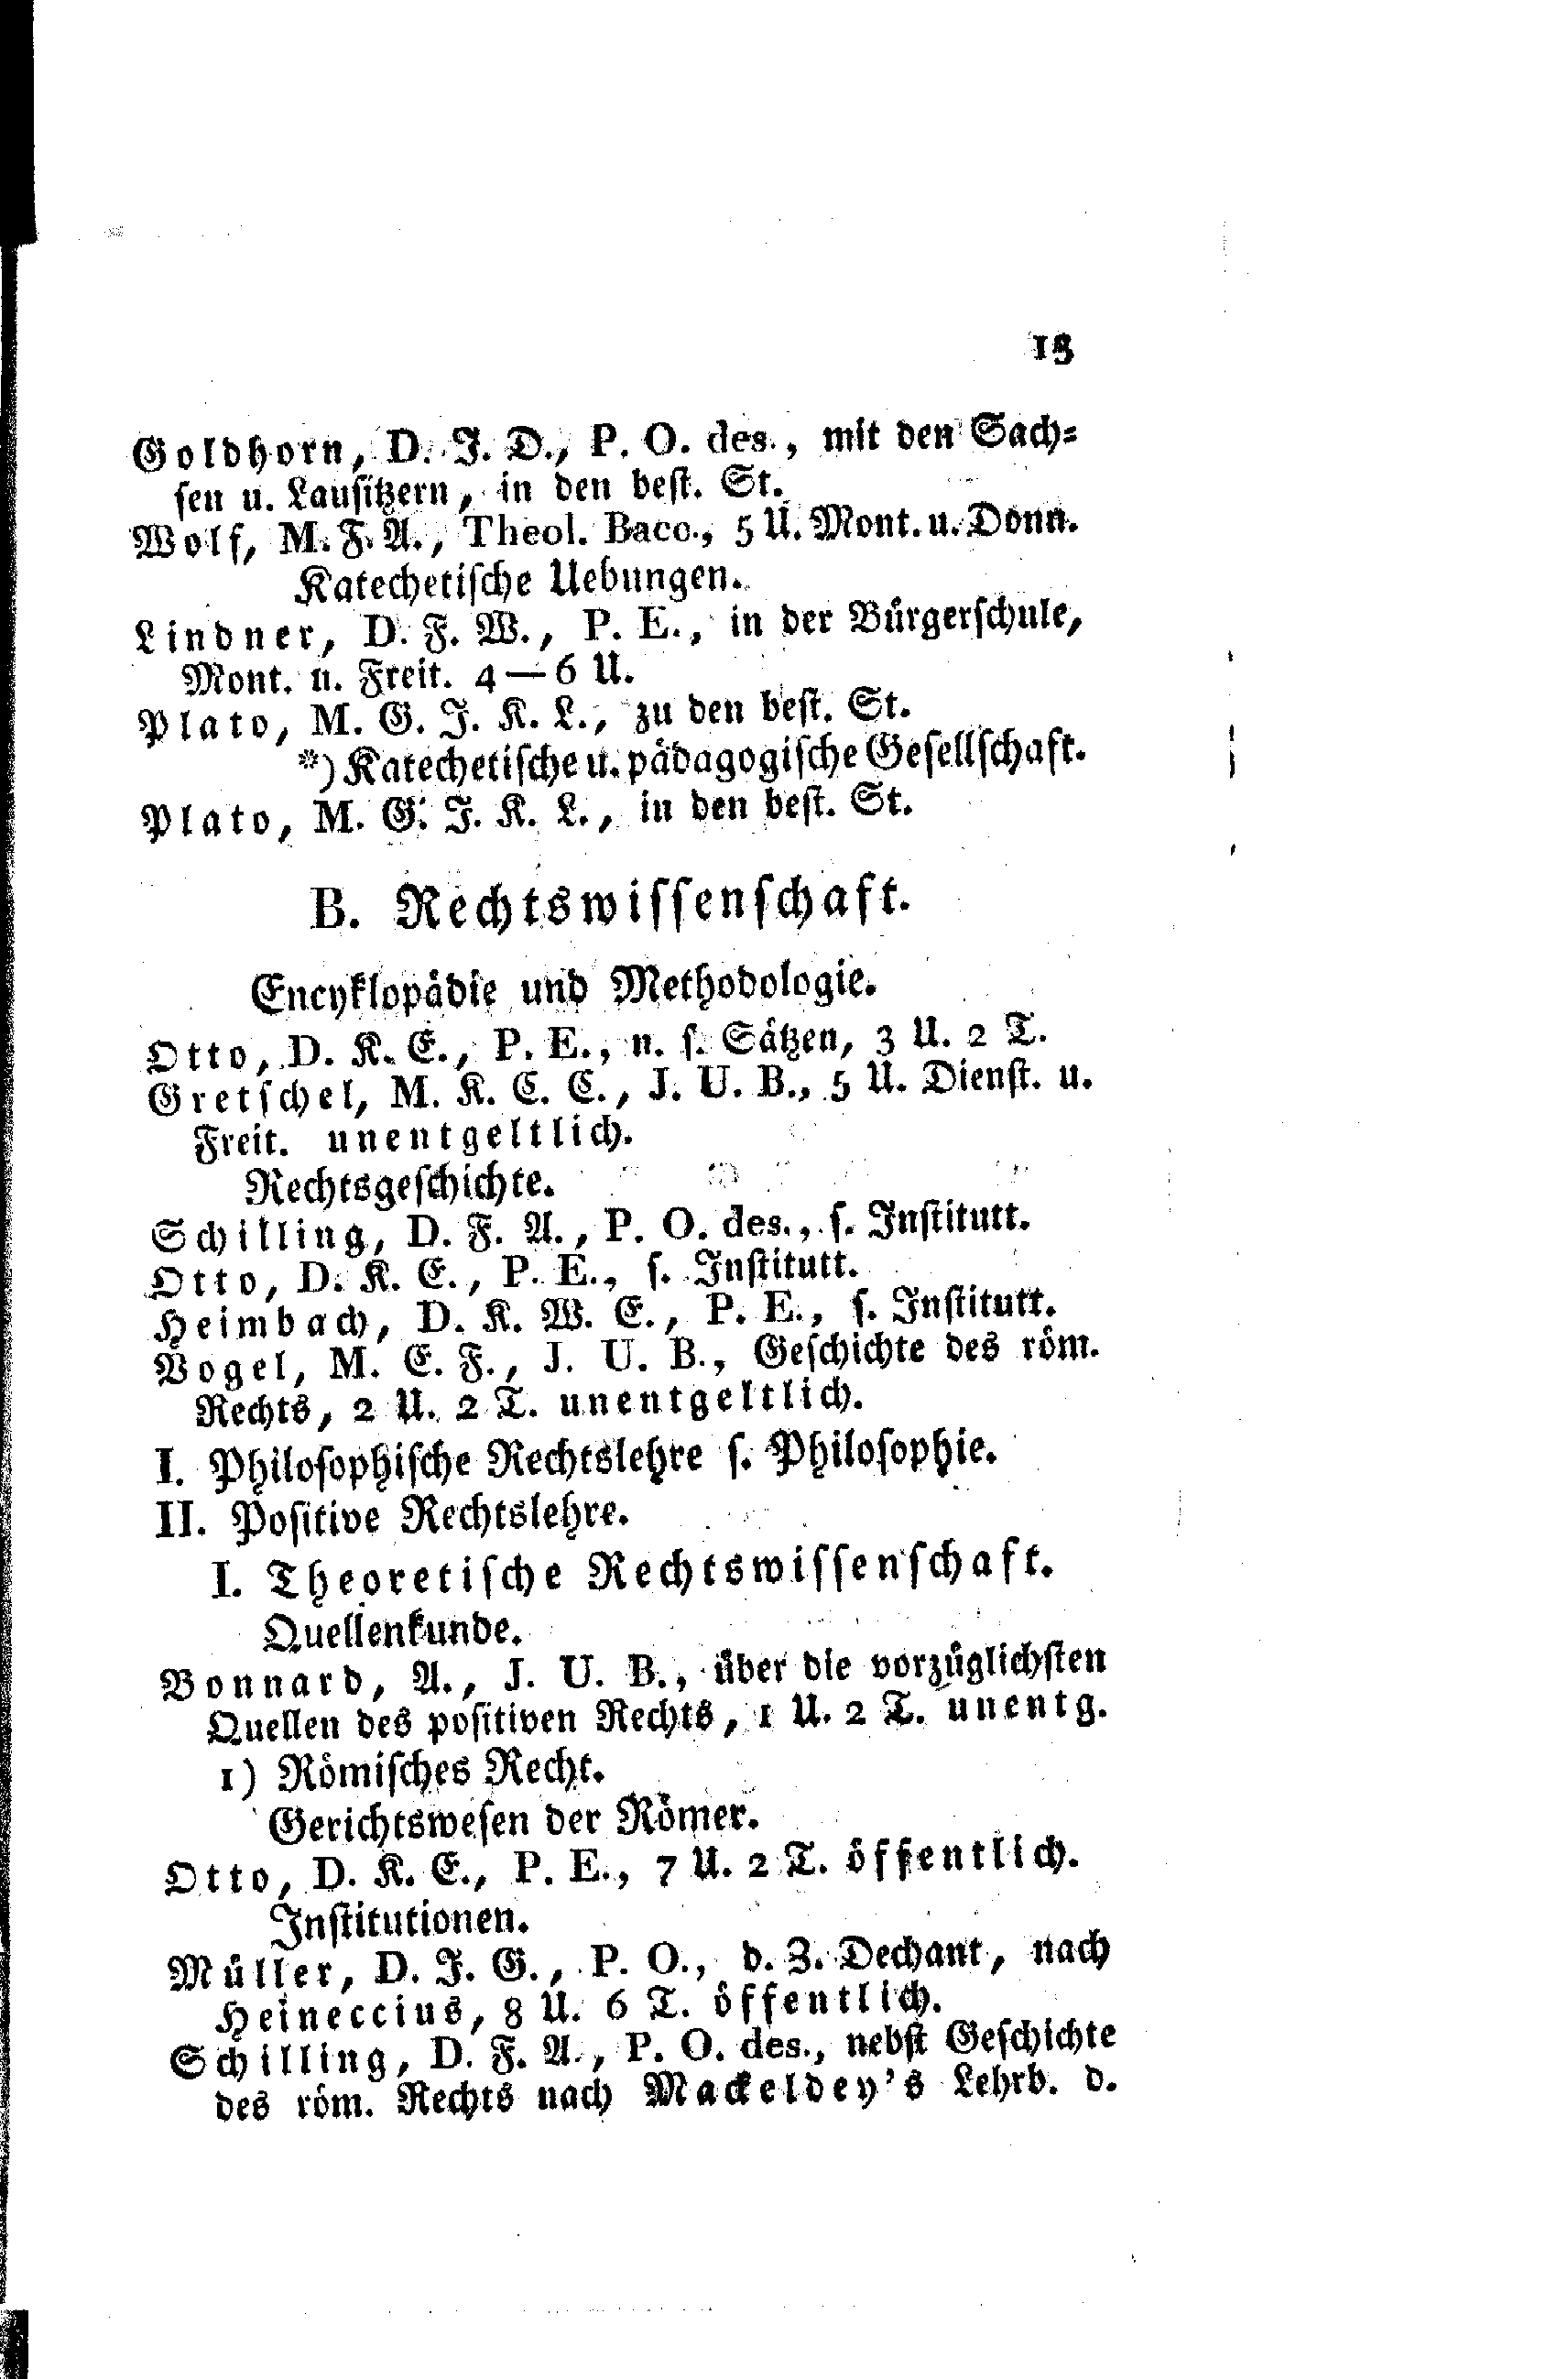 13
Goldhorn, D. J. D., P. O. des., mit den Sach-
sen u. Lausitzern, in den best. St.
Wolf, M. F. A., Theol. Bacc., 5 U. Mont. u. Donn.
Katechetische Uebungen.
Lindner, D. F. W., P. E., in der Bürgerschule,
Mont. u. Freit. 4—6 U.
Plato, M. G. J. K. L., zu den best. St.
*) Katechetische u. pädagogische Gesellschaft.
Plato, M. G. J. K. L., in den best. St.
B. Rechtswissenschaft.
Encyklopädie und Methodologie.
Otto, D. K. E., P. E., n. s. Sätzen, 3 U. 2 T.
Gretschel, M. K. C. C., J. U. B., 5 U. Dienst. u.
Freit. unentgeltlich.
Rechtsgeschichte.
Schilling, D. F. A., P. O. des., s. Institutt.
Otto, D. K. E., P. E., s. Institutt.
Heimbach, D. K. W. E., P. E., s. Institutt.
Vogel, M. E. F., J. U. B., Geschichte des röm.
Rechts, 2 U. 2 T. unentgeltlich.
I. Philosophische Rechtslehre s. Philosophie.
II. Positive Rechtslehre.
I. Theoretische Rechtswissenschaft.
Quellenkunde.
Bonnard, A., J. U. B., über die vorzüglichsten
Quellen des positiven Rechts, 1 U. 2 T. unentg.
1) Römisches Recht.
Gerichtswesen der Römer.
Otto, D. K. E., P. E., 7 U. 2 T. öffentlich.
Institutionen.
Müller, D. J. G., P. O., d. Z. Dechant, nach
Heineccius, 8 U. 6 T. öffentlich.
Schilling, D. F. A., P. O. des., nebst Geschichte
des röm. Rechts nach Mackeldey's Lehrb. d.